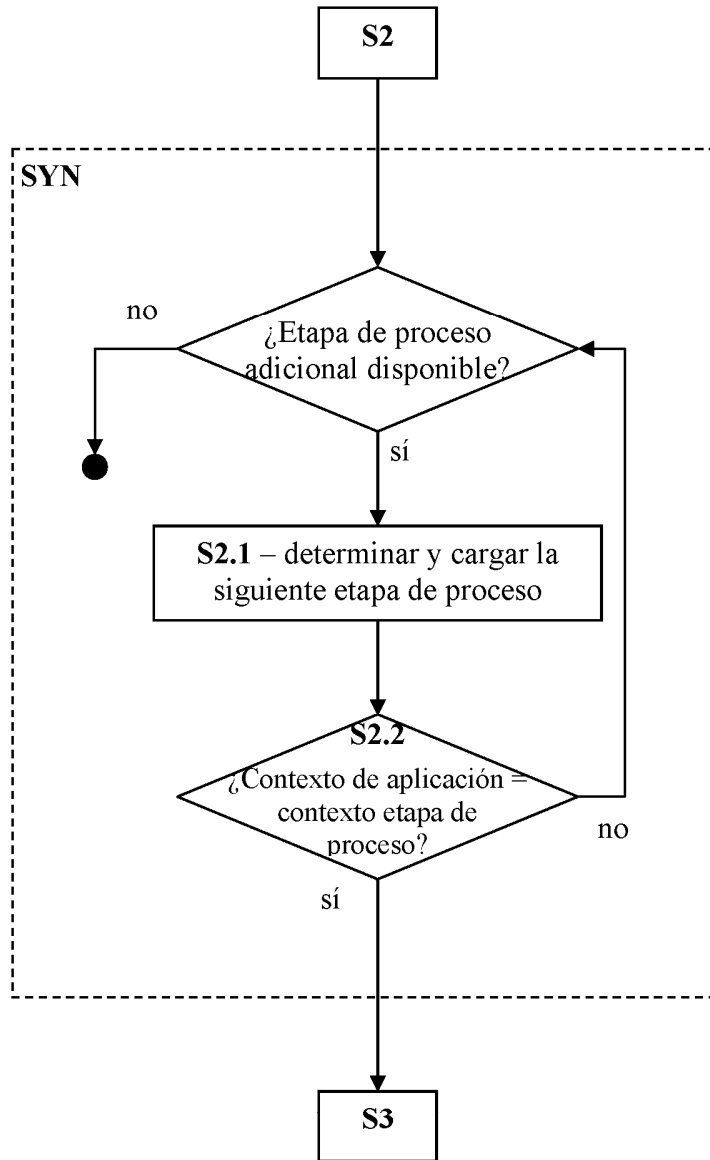 S2
SYN
no
¿Etapa de proceso
adicional disponible?
sí
S2.1 – determinar y cargar la
siguiente etapa de proceso
S2.2
¿Contexto de aplicación =
contexto etapa de
proceso?
no
sí
S3